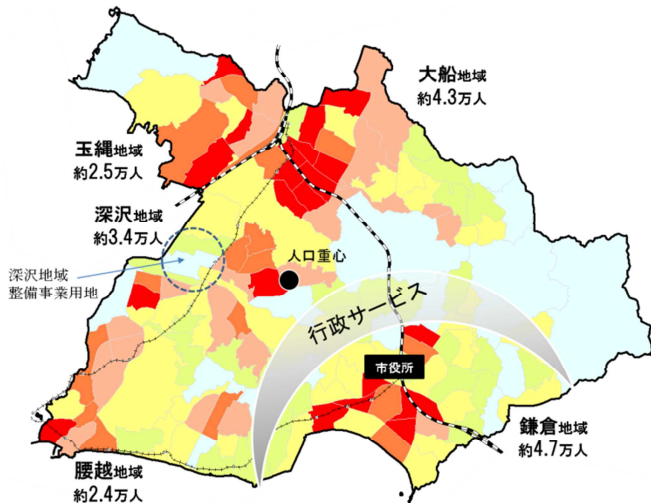 大船地域
約4.3万人
玉縄地域
約2.5万人
深沢地域
約3.4万人
深沢地域
整備事業用地
人口重心
行政サービス
市役所
鎌倉地域
約4.7万人
腰越地域
約2.4万人